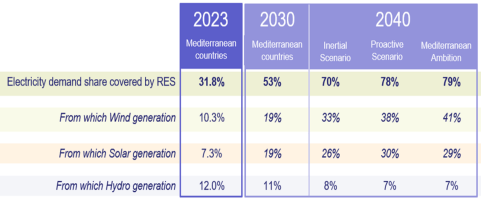 2023 2030 2040
Mediterranean countries Mediterranean countries Inertial Scenario Proactive Scenario Mediterranean Ambition
Electricity demand share covered by RES 31.8% 53% 70% 78% 79%
From which Wind generation 10.3% 19% 33% 38% 41%
From which Solar generation 7.3% 19% 26% 30% 29%
From which Hydro generation 12.0% 11% 8% 7% 7%